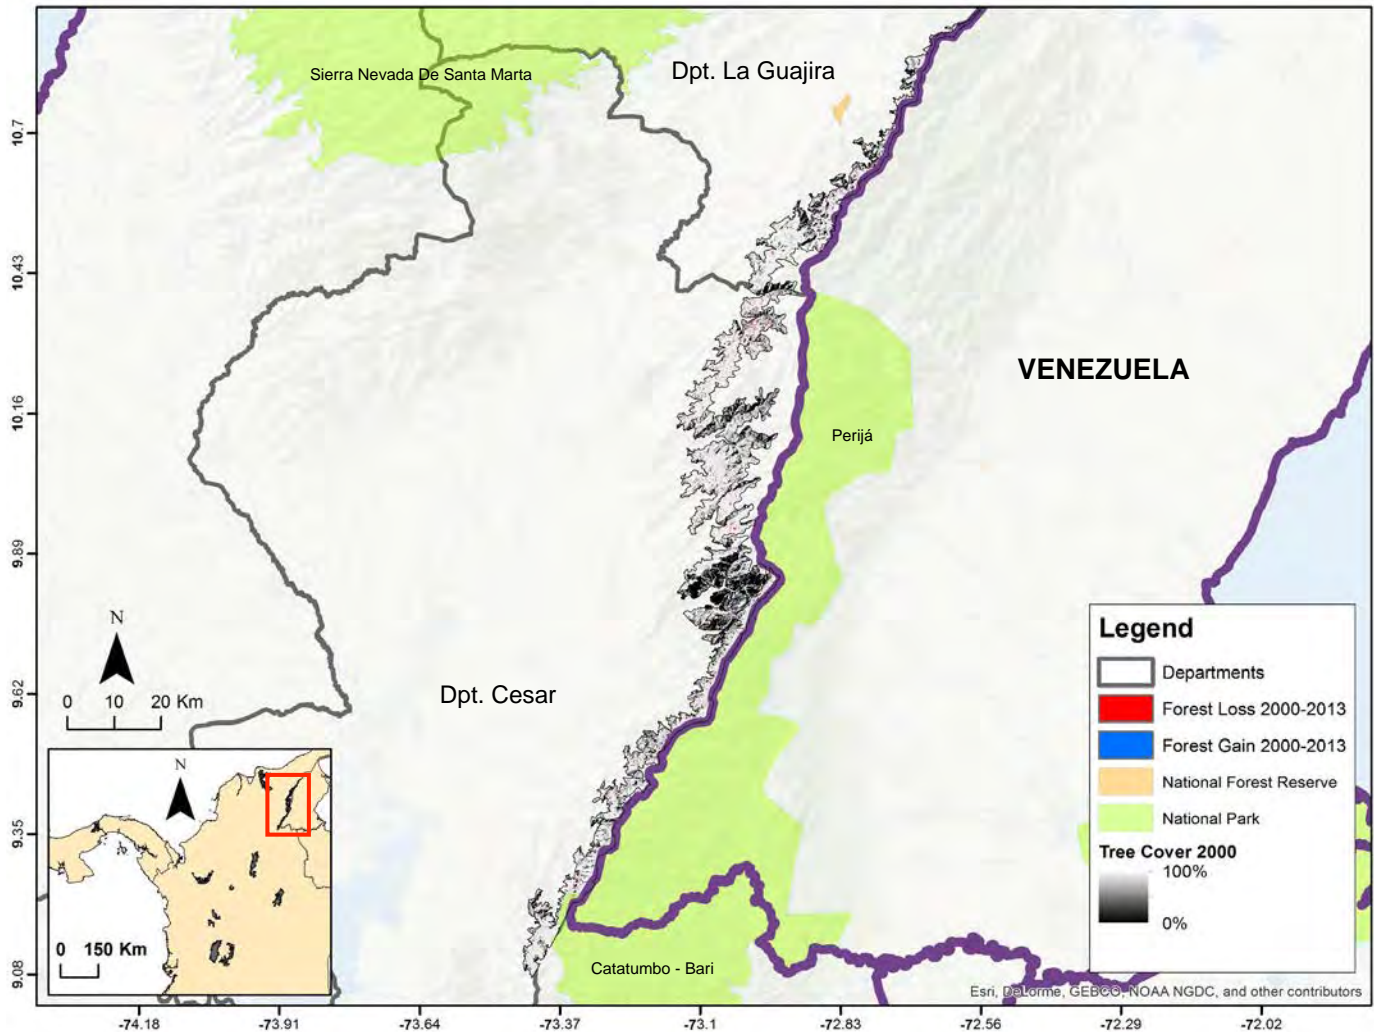 Sierra Nevada De Santa Marta
Dpt. La Guajira
VENEZUELA
Perijá
Dpt. Cesar
Catatumbo - Bari
10.7
10.43
10.16
9.89
9.62
9.35
9.08
N
0 10 20 Km
N
0 150 Km
Legend
Departments
Forest Loss 2000-2013
Forest Gain 2000-2013
National Forest Reserve
National Park
Tree Cover 2000
100%
0%
Esri, DeLorme, GEBCO, NOAA NGDC, and other contributors
-74.18 -73.91 -73.64 -73.37 -73.1 -72.83 -72.56 -72.29 -72.02